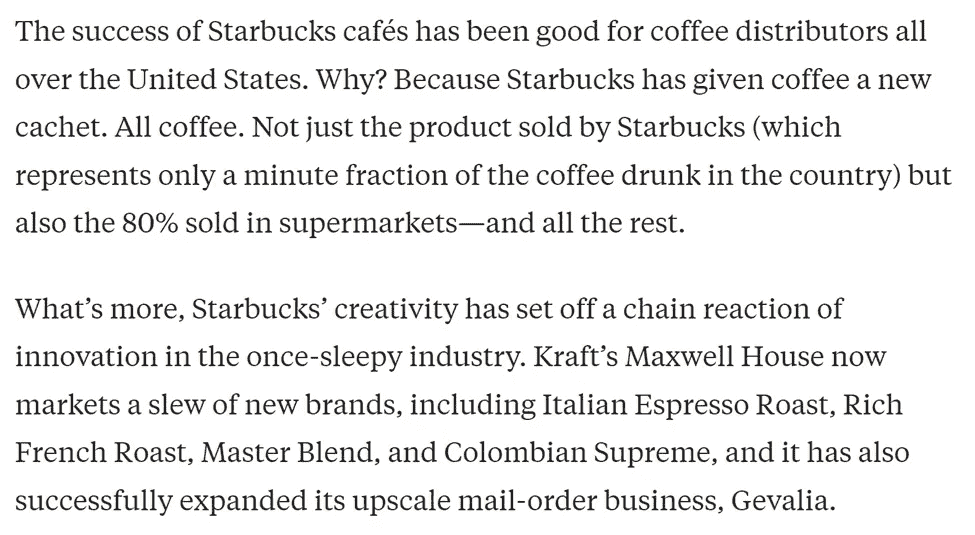 The success of Starbucks cafés has been good for coffee distributors all
over the United States. Why? Because Starbucks has given coffee a new
cachet. All coffee. Not just the product sold by Starbucks (which
represents only a minute fraction of the coffee drunk in the country) but
also the 80% sold in supermarkets—and all the rest.
What’s more, Starbucks’ creativity has set off a chain reaction of
innovation in the once-sleepy industry. Kraft’s Maxwell House now
markets a slew of new brands, including Italian Espresso Roast, Rich
French Roast, Master Blend, and Colombian Supreme, and it has also
successfully expanded its upscale mail-order business, Gevalia.